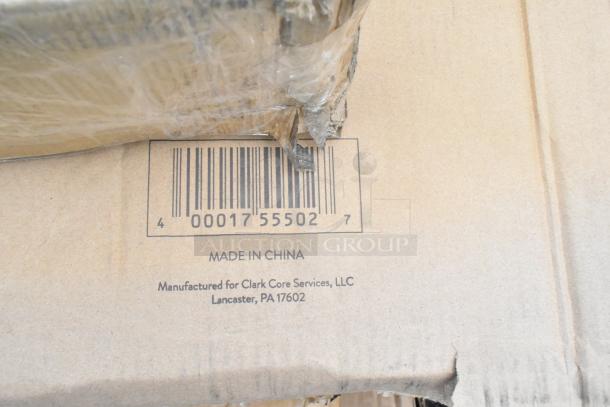 4 00017 55502 7
AUCTION GROUP
MADE IN CHINA
Manufactured for Clark Core Services, LLC
Lancaster, PA 17602